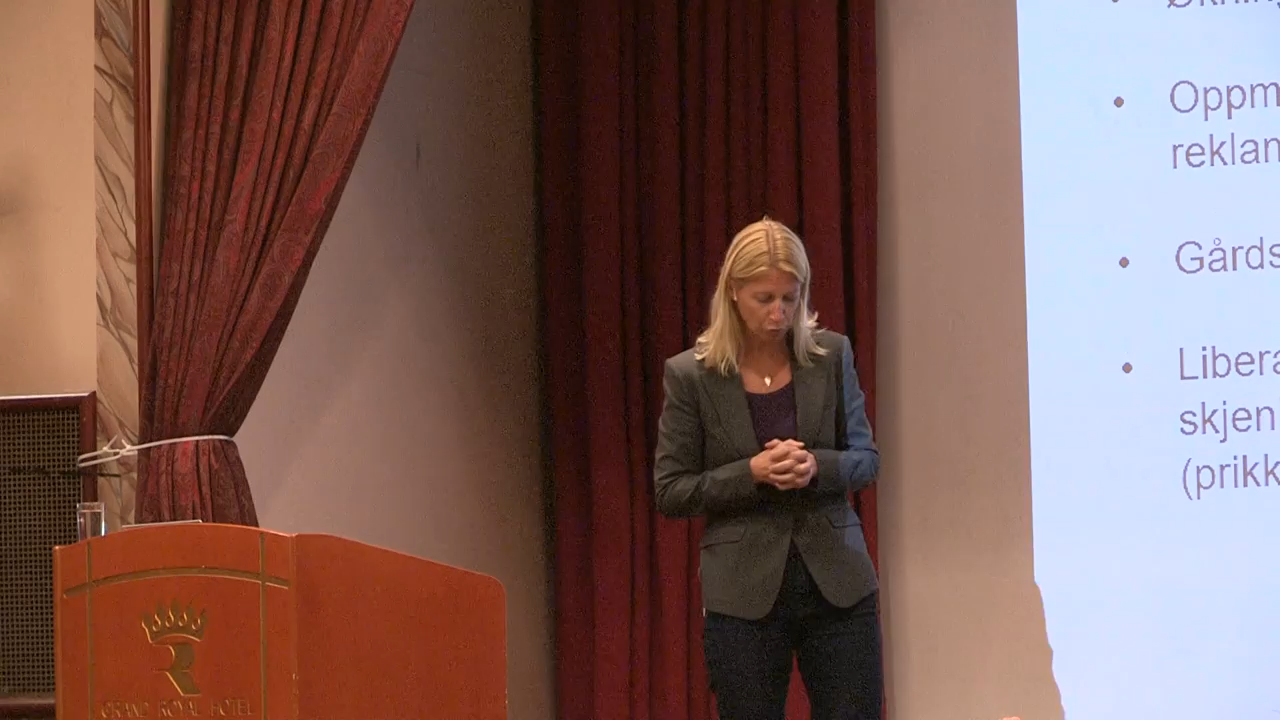 Oppm
reklam
Gårds
Libera
skjen
(prikk
R
GRAND ROYAL HOTEL